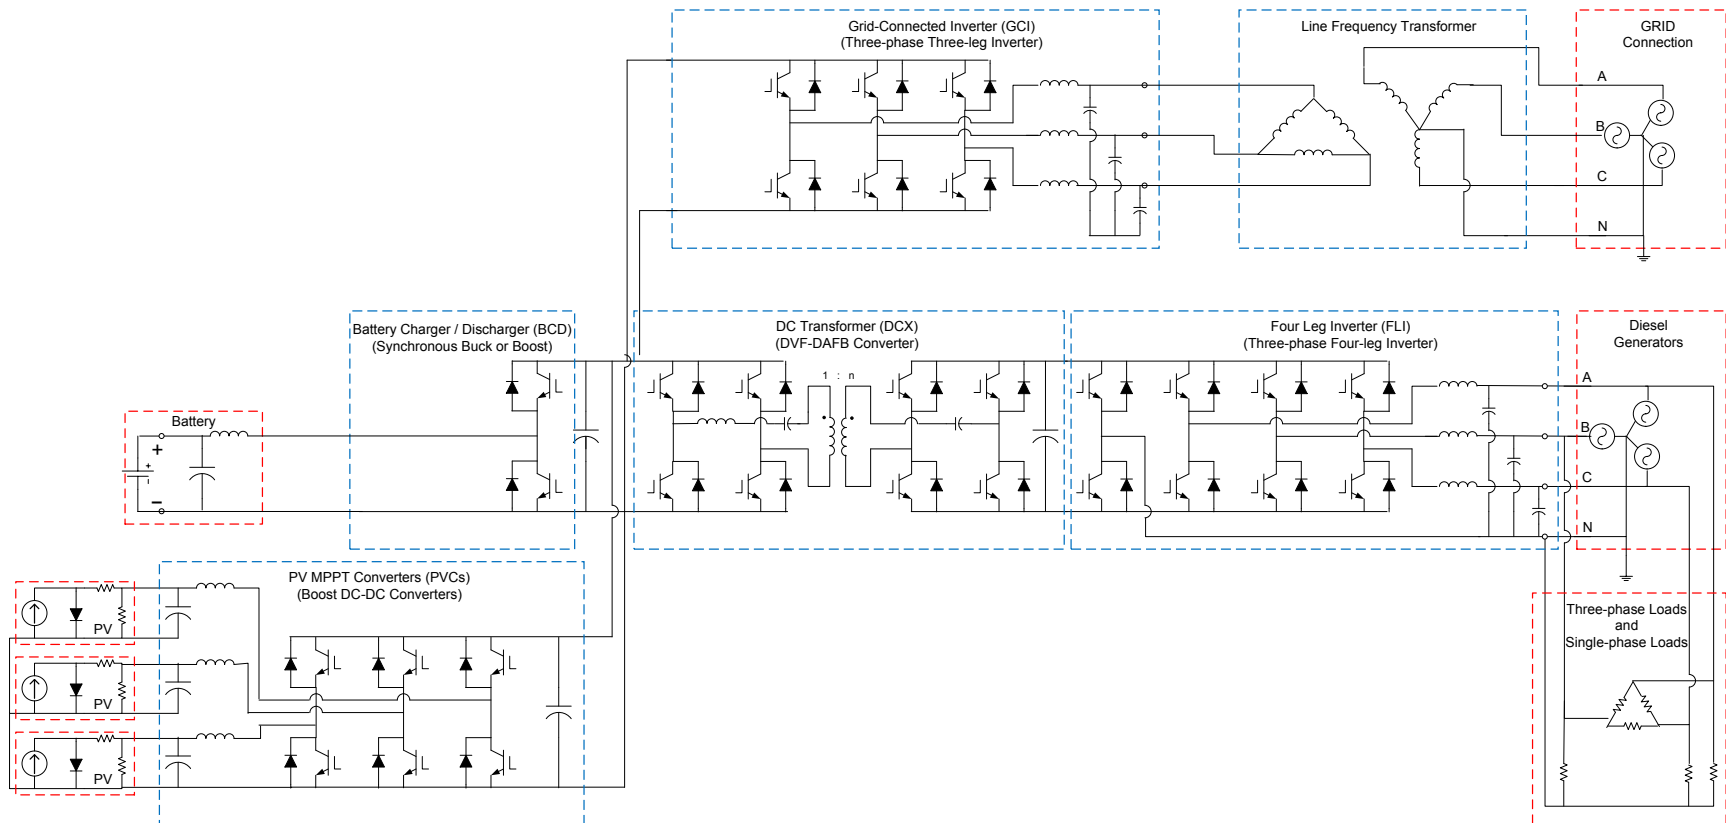 Grid-Connected Inverter (GCI)
(Three-phase Three-leg Inverter)
Line Frequency Transformer
GRID
Connection
A
B
C
N
Battery Charger / Discharger (BCD)
(Synchronous Buck or Boost)
DC Transformer (DCX)
(DVF-DAFB Converter)
1 : n
Four Leg Inverter (FLI)
(Three-phase Four-leg Inverter)
Diesel
Generators
A
B
C
N
Battery
+
+
-
−
PV MPPT Converters (PVCs)
(Boost DC-DC Converters)
PV
PV
PV
Three-phase Loads
and
Single-phase Loads